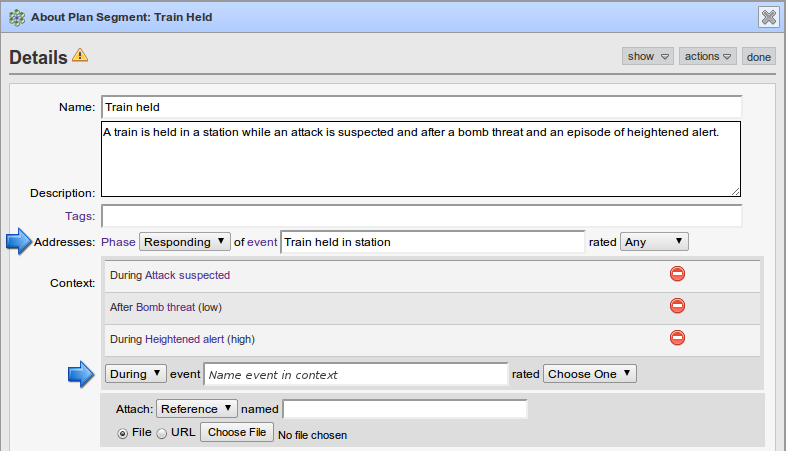 About Plan Segment: Train Held
Details
show actions done
Name: Train held
A train is held in a station while an attack is suspected and after a bomb threat and an episode of heightened alert.
Description:
Tags:
Addresses: Phase Responding of event Train held in station rated Any
Context:
During Attack suspected
After Bomb threat (low)
During Heightened alert (high)
During event Name event in context rated Choose One
Attach: Reference named
File URL Choose File No file chosen